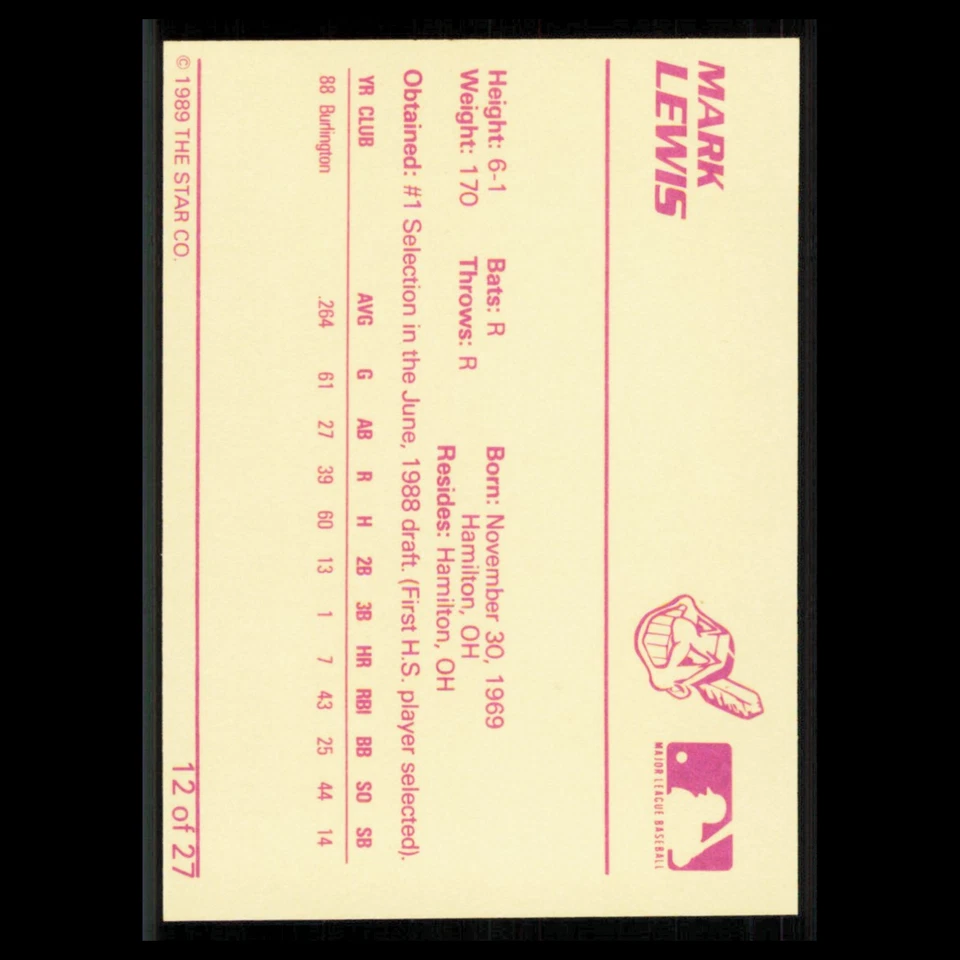 MARK
LEWIS
MAJOR LEAGUE BASEBALL
Height: 6-1 Bats: R Born: November 30, 1969
Weight: 170 Throws: R Hamilton, OH
Resides: Hamilton, OH
Obtained: #1 Selection in the June, 1988 draft. (First H.S. player selected).
YR CLUB AVG G AB R H 2B 3B HR RBI BB SO SB
88 Burlington .264 61 27 39 60 13 1 7 43 25 44 14
© 1989 THE STAR CO. 12 of 27